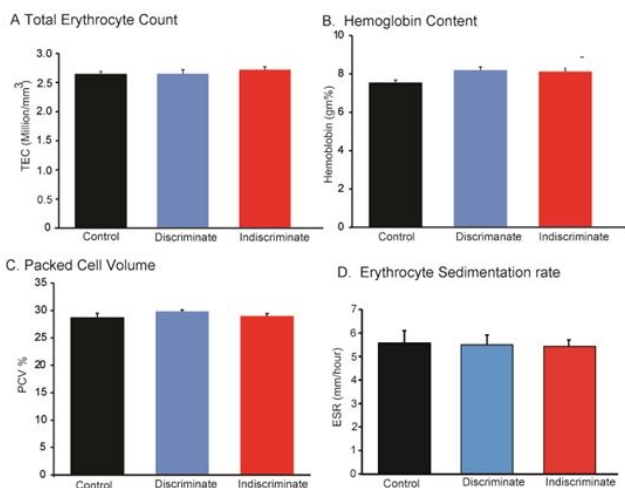 A Total Erythrocyte Count
3.0
2.5
2.0
1.5
1.0
0.5
0
TEC (Million/mm3)
Control Discriminate Indiscriminate
B. Hemoglobin Content
10
8
6
4
2
0
Hemoblobin (gm%)
Control Discrimanate Indiscriminate
C. Packed Cell Volume
35
30
25
20
15
10
5
0
PCV %
Control Discriminate Indiscriminate
D. Erythrocyte Sedimentation rate
7
6
5
4
3
2
1
0
ESR (mm/hour)
Control Discriminate Indiscriminate